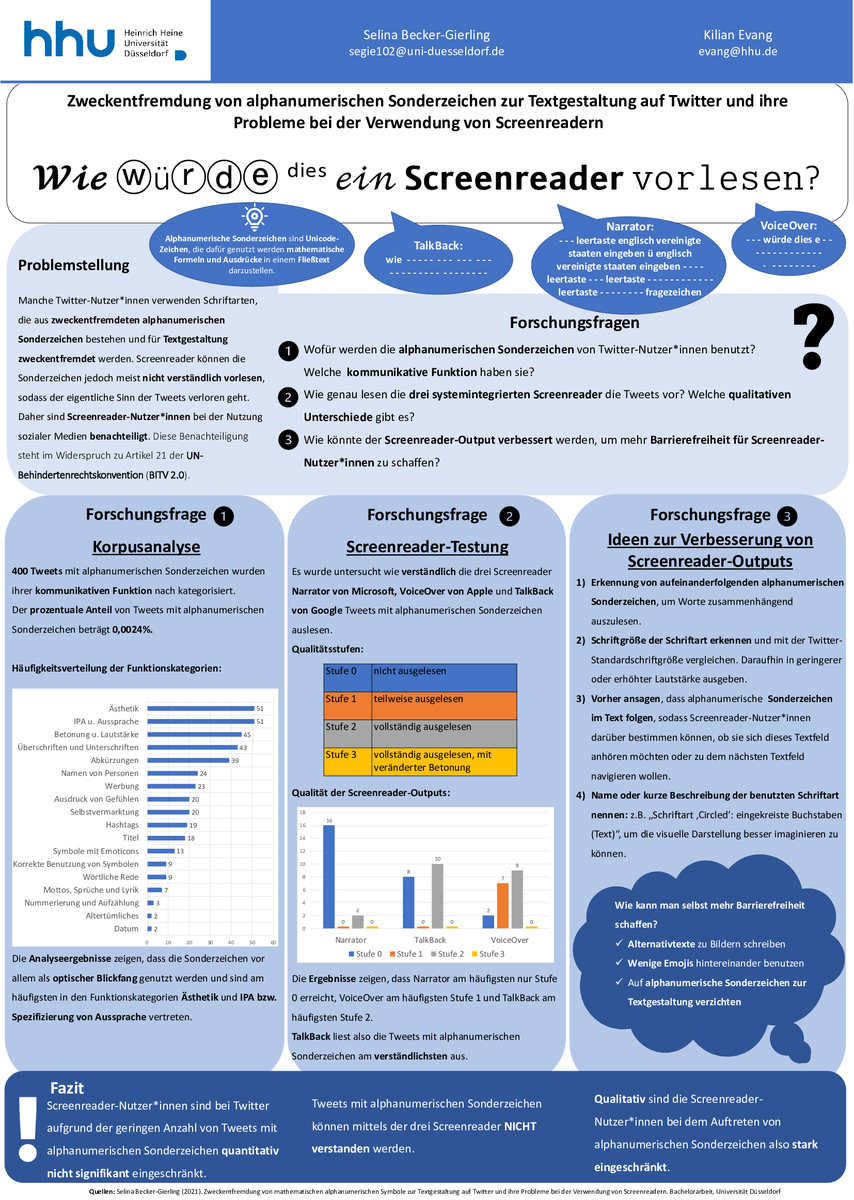 hhu
Heinrich Heine
Universität
Düsseldorf
Selina Becker-Gierling
segie102@uni-duesseldorf.de
Kilian Evang
evang@hhu.de
Zweckentfremdung von alphanumerischen Sonderzeichen zur Textgestaltung auf Twitter und ihre
Probleme bei der Verwendung von Screenreadern
𝓦𝓲𝓮 ⓦüⓡⓓⓔ ᵈⁱᵉˢ 𝑒𝑖𝑛 𝗦𝗰𝗿𝗲𝗲𝗻𝗿𝗲𝗮𝗱𝗲𝗿 𝚟𝚘𝚛𝚕𝚎𝚜𝚎𝚗?
Alphanumerische Sonderzeichen sind Unicode-
Zeichen, die dafür genutzt werden mathematische
Formeln und Ausdrücke in einem Fließtext
darzustellen.
TalkBack:
wie - - - - - - - - - - - - - -
- - - - - - - - - - - - - - - -
Narrator:
- - - leertaste englisch vereinigte
staaten eingeben ü englisch
vereinigte staaten eingeben - - - -
leertaste - - - leertaste - - - - - - - - - - - -
leertaste - - - - - - - - fragezeichen
VoiceOver:
- - - würde dies e - -
- - - - - - - - - - - -
- - - - - - - - -
Problemstellung
Manche Twitter-Nutzer*innen verwenden Schriftarten,
die aus zweckentfremdeten alphanumerischen
Sonderzeichen bestehen und für Textgestaltung
zweckentfremdet werden. Screenreader können die
Sonderzeichen jedoch meist nicht verständlich vorlesen,
sodass der eigentliche Sinn der Tweets verloren geht.
Daher sind Screenreader-Nutzer*innen bei der Nutzung
sozialer Medien benachteiligt. Diese Benachteiligung
steht im Widerspruch zu Artikel 21 der UN-
Behindertenrechtskonvention (BITV 2.0).
Forschungsfragen
?
1 Wofür werden die alphanumerischen Sonderzeichen von Twitter-Nutzer*innen benutzt?
Welche kommunikative Funktion haben sie?
2 Wie genau lesen die drei systemintegrierten Screenreader die Tweets vor? Welche qualitativen
Unterschiede gibt es?
3 Wie könnte der Screenreader-Output verbessert werden, um mehr Barrierefreiheit für Screenreader-
Nutzer*innen zu schaffen?
Forschungsfrage 1
Korpusanalyse
400 Tweets mit alphanumerischen Sonderzeichen wurden
ihrer kommunikativen Funktion nach kategorisiert.
Der prozentuale Anteil von Tweets mit alphanumerischen
Sonderzeichen beträgt 0,0024%.
Häufigkeitsverteilung der Funktionskategorien:
Ästhetik 51
IPA u. Aussprache 51
Betonung u. Lautstärke 45
Überschriften und Unterschriften 43
Abkürzungen 39
Namen von Personen 24
Werbung 23
Ausdruck von Gefühlen 20
Selbstvermarktung 20
Hashtags 19
Titel 18
Symbole mit Emoticons 13
Korrekte Benutzung von Symbolen 9
Wörtliche Rede 9
Mottos, Sprüche und Lyrik 7
Nummerierung und Aufzählung 3
Altertümliches 2
Datum 2
0 10 20 30 40 50 60
Die Analyseergebnisse zeigen, dass die Sonderzeichen vor
allem als optischer Blickfang genutzt werden und sind am
häufigsten in den Funktionskategorien Ästhetik und IPA bzw.
Spezifizierung von Aussprache vertreten.
Forschungsfrage 2
Screenreader-Testung
Es wurde untersucht wie verständlich die drei Screenreader
Narrator von Microsoft, VoiceOver von Apple und TalkBack
von Google Tweets mit alphanumerischen Sonderzeichen
auslesen.
Qualitätsstufen:
Stufe 0 nicht ausgelesen
Stufe 1 teilweise ausgelesen
Stufe 2 vollständig ausgelesen
Stufe 3 vollständig ausgelesen, mit
veränderter Betonung
Qualität der Screenreader-Outputs:
18
16
14
12
10
8
6
4
2
0
16 0 2 0
8 0 10 0
2 7 9 0
Narrator TalkBack VoiceOver
Stufe 0 Stufe 1 Stufe 2 Stufe 3
Die Ergebnisse zeigen, dass Narrator am häufigsten nur Stufe
0 erreicht, VoiceOver am häufigsten Stufe 1 und TalkBack am
häufigsten Stufe 2.
TalkBack liest also die Tweets mit alphanumerischen
Sonderzeichen am verständlichsten aus.
Forschungsfrage 3
Ideen zur Verbesserung von
Screenreader-Outputs
1) Erkennung von aufeinanderfolgenden alphanumerischen
Sonderzeichen, um Worte zusammenhängend
auszulesen.
2) Schriftgröße der Schriftart erkennen und mit der Twitter-
Standardschriftgröße vergleichen. Daraufhin in geringerer
oder erhöhter Lautstärke ausgeben.
3) Vorher ansagen, dass alphanumerische Sonderzeichen
im Text folgen, sodass Screenreader-Nutzer*innen
darüber bestimmen können, ob sie sich dieses Textfeld
anhören möchten oder zu dem nächsten Textfeld
navigieren wollen.
4) Name oder kurze Beschreibung der benutzten Schriftart
nennen: z.B. „Schriftart ‚Circled': eingekreiste Buchstaben
(Text)“, um die visuelle Darstellung besser imaginieren zu
können.
Wie kann man selbst mehr Barrierefreiheit
schaffen?
✓ Alternativtexte zu Bildern schreiben
✓ Wenige Emojis hintereinander benutzen
✓ Auf alphanumerische Sonderzeichen zur
Textgestaltung verzichten
!
Fazit
Screenreader-Nutzer*innen sind bei Twitter
aufgrund der geringen Anzahl von Tweets mit
alphanumerischen Sonderzeichen quantitativ
nicht signifikant eingeschränkt.
Tweets mit alphanumerischen Sonderzeichen
können mittels der drei Screenreader NICHT
verstanden werden.
Qualitativ sind die Screenreader-
Nutzer*innen bei dem Auftreten von
alphanumerischen Sonderzeichen also stark
eingeschränkt.
Quellen: Selina Becker-Gierling (2021). Zweckentfremdung von mathematischen alphanumerischen Symbole zur Textgestaltung auf Twitter und ihre Probleme bei der Verwendung von Screenreadern. Bachelorarbeit, Universität Düsseldorf